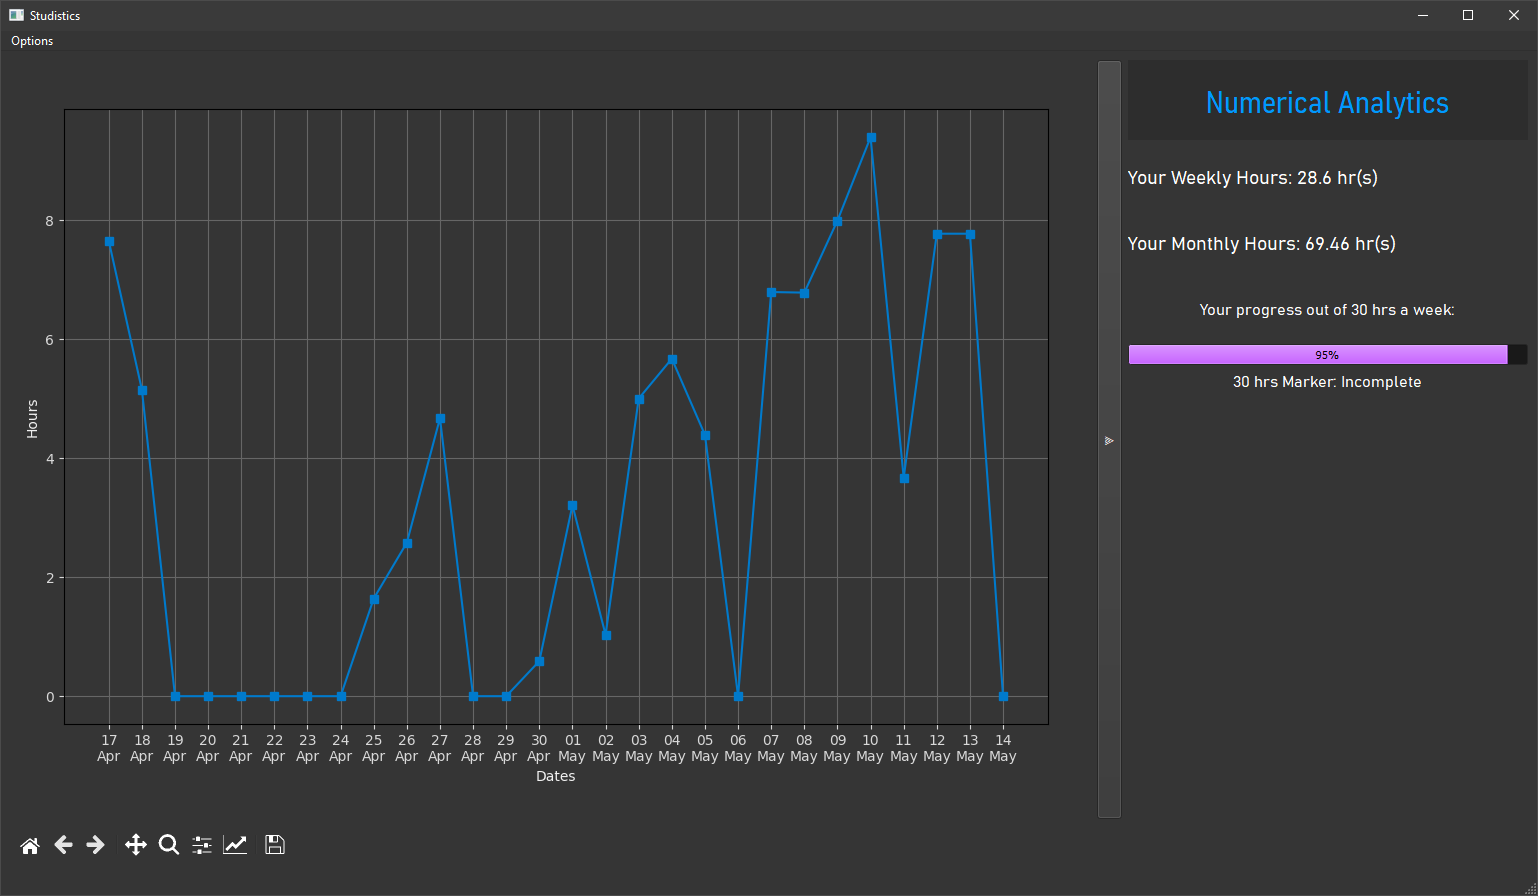 Studistics
Options
Numerical Analytics
Your Weekly Hours: 28.6 hr(s)
Your Monthly Hours: 69.46 hr(s)
Your progress out of 30 hrs a week:
95%
30 hrs Marker: Incomplete
Hours
8
6
4
2
0
17 18 19 20 21 22 23 24 25 26 27 28 29 30 01 02 03 04 05 06 07 08 09 10 11 12 13 14
Apr Apr Apr Apr Apr Apr Apr Apr Apr Apr Apr Apr Apr Apr May May May May May May May May May May May May May May
Dates